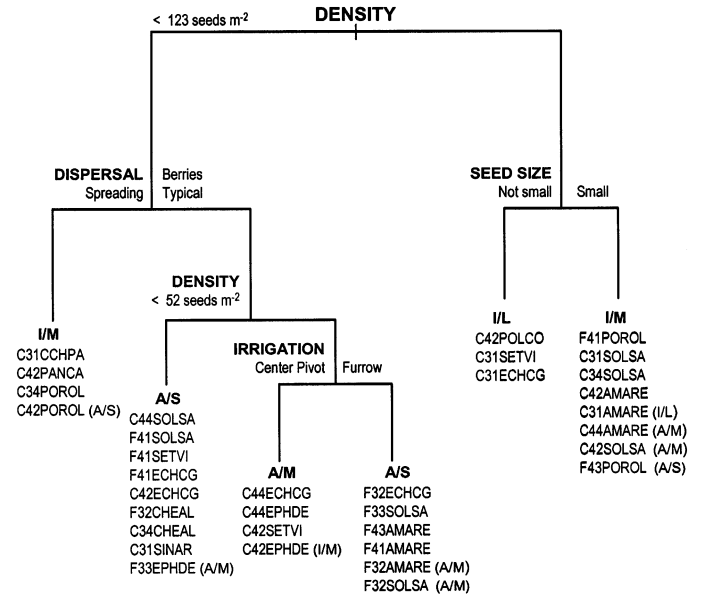 DENSITY
< 123 seeds m-2
DISPERSAL Berries
Spreading Typical
SEED SIZE
Not small Small
DENSITY
< 52 seeds m-2
IRRIGATION
Center Pivot Furrow
I/M
C31CCHPA
C42PANCA
C34POROL
C42POROL (A/S)
A/S
C44SOLSA
F41SOLSA
F41SETVI
F41ECHCG
C42ECHCG
F32CHEAL
C34CHEAL
C31SINAR
F33EPHDE (A/M)
A/M
C44ECHCG
C44EPHDE
C42SETVI
C42EPHDE (I/M)
A/S
F32ECHCG
F33SOLSA
F43AMARE
F41AMARE
F32AMARE (A/M)
F32SOLSA (A/M)
I/L
C42POLCO
C31SETVI
C31ECHCG
I/M
F41POROL
C31SOLSA
C34SOLSA
C42AMARE
C31AMARE (I/L)
C44AMARE (A/M)
C42SOLSA (A/M)
F43POROL (A/S)